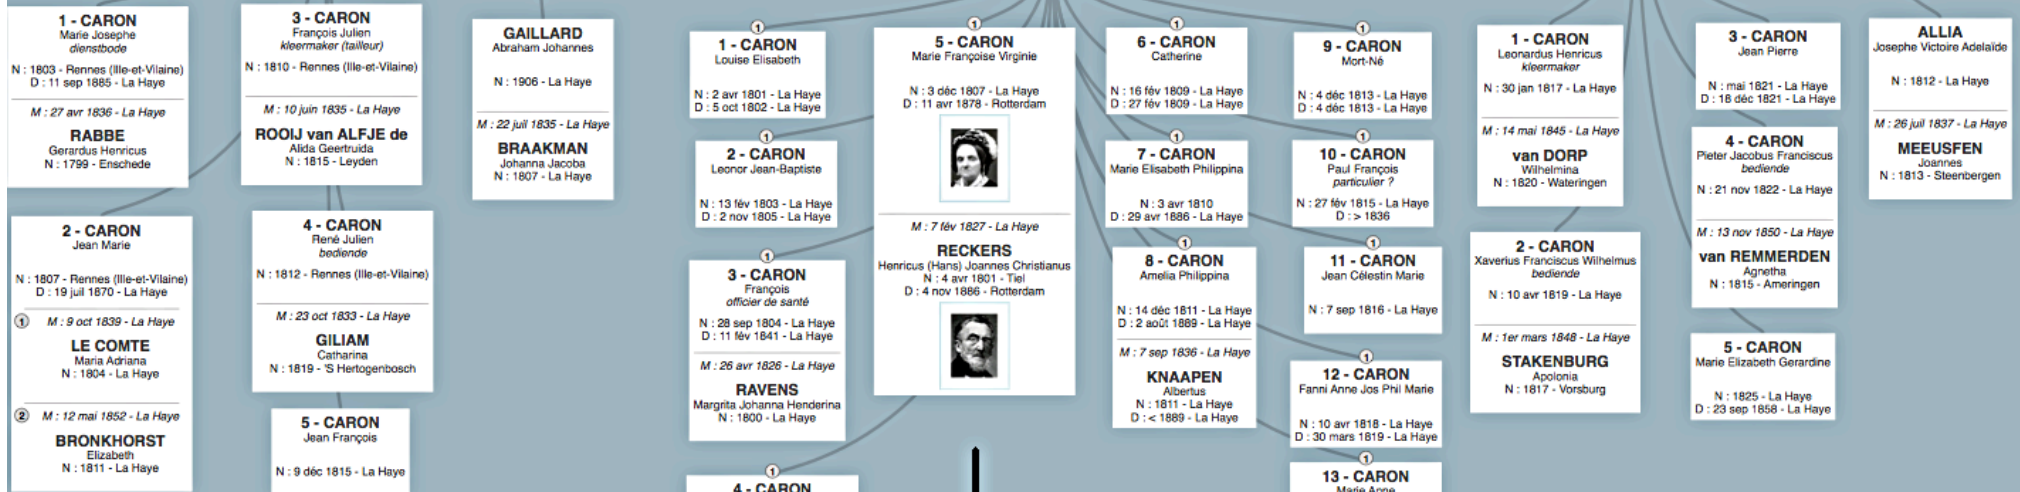 1 - CARON
Marie Josephe
dienstbode
N : 1803 - Rennes (Ille-et-Vilaine)
D : 11 sep 1885 - La Haye
M : 27 avr 1836 - La Haye
RABBE
Gerardus Henricus
N : 1799 - Enschede
2 - CARON
Jean Marie
N : 1807 - Rennes (Ille-et-Vilaine)
D : 19 juil 1870 - La Haye
1 M : 9 oct 1839 - La Haye
LE COMTE
Maria Adriana
N : 1804 - La Haye
2 M : 12 mai 1852 - La Haye
BRONKHORST
Elizabeth
N : 1811 - La Haye
3 - CARON
François Julien
kleermaker (tailleur)
N : 1810 - Rennes (Ille-et-Vilaine)
M : 10 juin 1835 - La Haye
ROOIJ van ALFJE de
Alida Geertruida
N : 1815 - Leyden
4 - CARON
René Julien
bediende
N : 1812 - Rennes (Ille-et-Vilaine)
M : 23 oct 1833 - La Haye
GILIAM
Catharina
N : 1819 - 'S Hertogenbosch
5 - CARON
Jean François
N : 9 déc 1815 - La Haye
GAILLARD
Abraham Johannes
N : 1906 - La Haye
M : 22 juil 1835 - La Haye
BRAAKMAN
Johanna Jacoba
N : 1807 - La Haye
1
1 - CARON
Louise Elisabeth
N : 2 avr 1801 - La Haye
D : 5 oct 1802 - La Haye
1
2 - CARON
Leonor Jean-Baptiste
N : 13 fév 1803 - La Haye
D : 2 nov 1805 - La Haye
1
3 - CARON
François
officier de santé
N : 28 sep 1804 - La Haye
D : 11 fév 1841 - La Haye
M : 26 avr 1826 - La Haye
RAVENS
Margrita Johanna Henderina
N : 1800 - La Haye
1
4 - CARON
1
5 - CARON
Marie Françoise Virginie
N : 3 déc 1807 - La Haye
D : 11 avr 1878 - Rotterdam
M : 7 fév 1827 - La Haye
RECKERS
Henricus (Hans) Joannes Christianus
N : 4 avr 1801 - Tiel
D : 4 nov 1886 - Rotterdam
1
6 - CARON
Catherine
N : 16 fév 1809 - La Haye
D : 27 fév 1809 - La Haye
1
7 - CARON
Marie Elisabeth Philippina
N : 3 avr 1810
D : 29 avr 1886 - La Haye
1
8 - CARON
Amelia Philippina
N : 14 déc 1811 - La Haye
D : 2 août 1889 - La Haye
M : 7 sep 1836 - La Haye
KNAAPEN
Albertus
N : 1811 - La Haye
D : < 1889 - La Haye
1
9 - CARON
Mort-Né
N : 4 déc 1813 - La Haye
D : 4 déc 1813 - La Haye
1
10 - CARON
Paul François
particulier ?
N : 27 fév 1815 - La Haye
D : > 1836
1
11 - CARON
Jean Célestin Marie
N : 7 sep 1816 - La Haye
1
12 - CARON
Fanni Anne Jos Phil Marie
N : 10 avr 1818 - La Haye
D : 30 mars 1819 - La Haye
1
13 - CARON
Marie Anne
1 - CARON
Leonardus Henricus
kleermaker
N : 30 jan 1817 - La Haye
M : 14 mai 1845 - La Haye
van DORP
Wilhelmina
N : 1820 - Wateringen
2 - CARON
Xaverius Franciscus Wilhelmus
bediende
N : 10 avr 1819 - La Haye
M : 1er mars 1848 - La Haye
STAKENBURG
Apolonia
N : 1817 - Vorsburg
3 - CARON
Jean Pierre
N : mai 1821 - La Haye
D : 18 déc 1821 - La Haye
4 - CARON
Pieter Jacobus Franciscus
bediende
N : 21 nov 1822 - La Haye
M : 13 nov 1850 - La Haye
van REMMERDEN
Agnetha
N : 1815 - Ameringen
5 - CARON
Marie Elizabeth Gerardine
N : 1825 - La Haye
D : 23 sep 1858 - La Haye
ALLIA
Josephe Victoire Adelaïde
N : 1812 - La Haye
M : 26 juil 1837 - La Haye
MEEUSFEN
Joannes
N : 1813 - Steenbergen